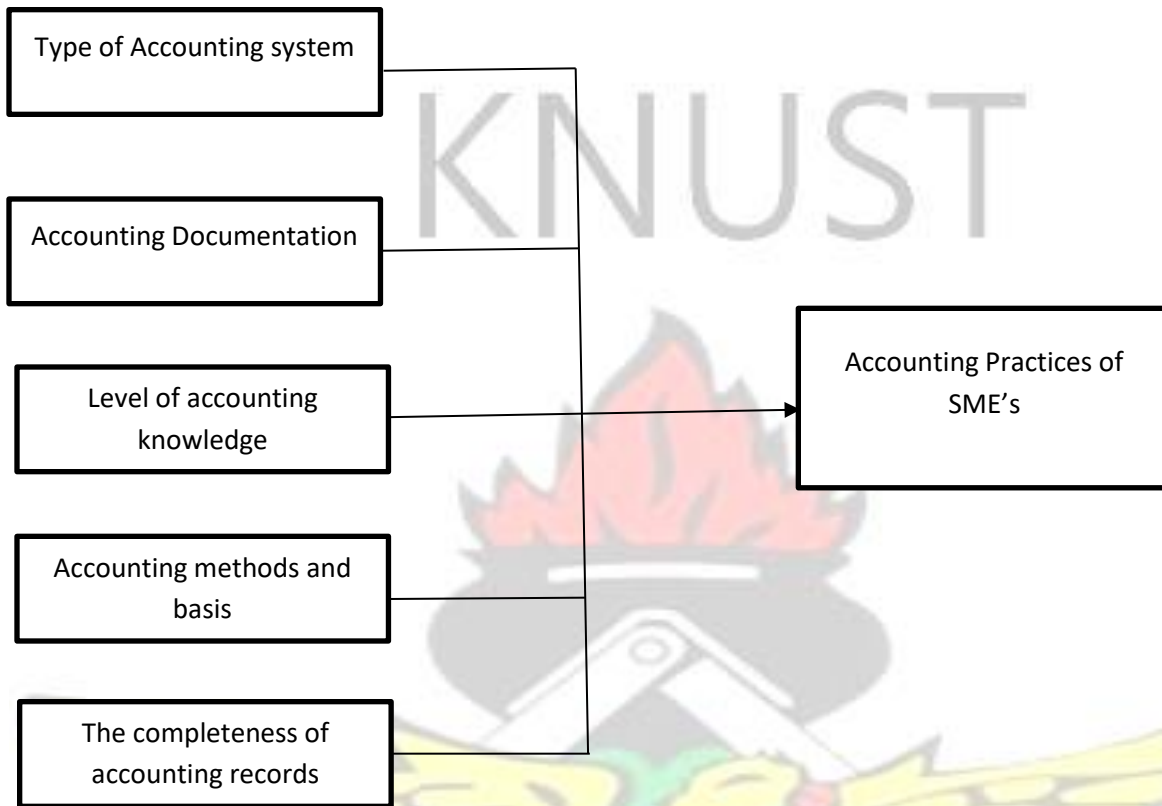 Type of Accounting system
KNUST
Accounting Documentation
Accounting Practices of
SME’s
Level of accounting
knowledge
Accounting methods and
basis
The completeness of
accounting records